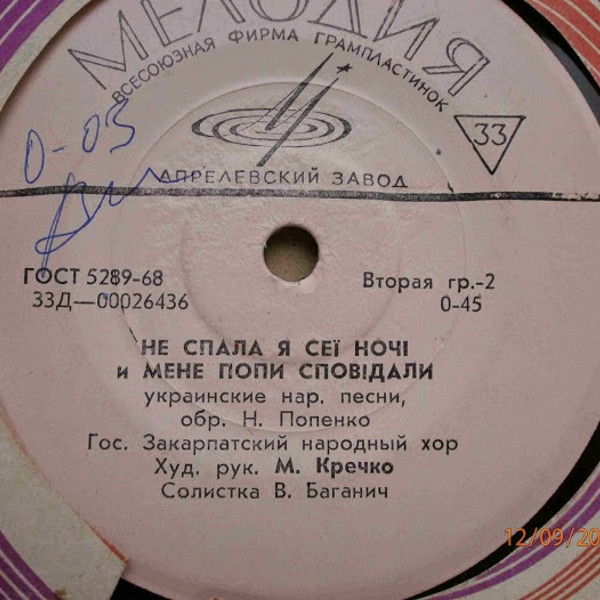 МЕЛОДИЯ
ВСЕСОЮЗНАЯ ФИРМА ГРАМПЛАСТИНОК
33
0-05
АПРЕЛЕВСКИЙ ЗАВОД
ГОСТ 5289-68
Вторая гр.-2
33Д—00026436
0-45
НЕ СПАЛА Я СЕЇ НОЧІ
и МЕНЕ ПОПИ СПОВІДАЛИ
украинские нар. песни,
обр. Н. Попенко
Гос. Закарпатский народный хор
Худ. рук. М. Кречко
Солистка В. Баганич
12/09/20